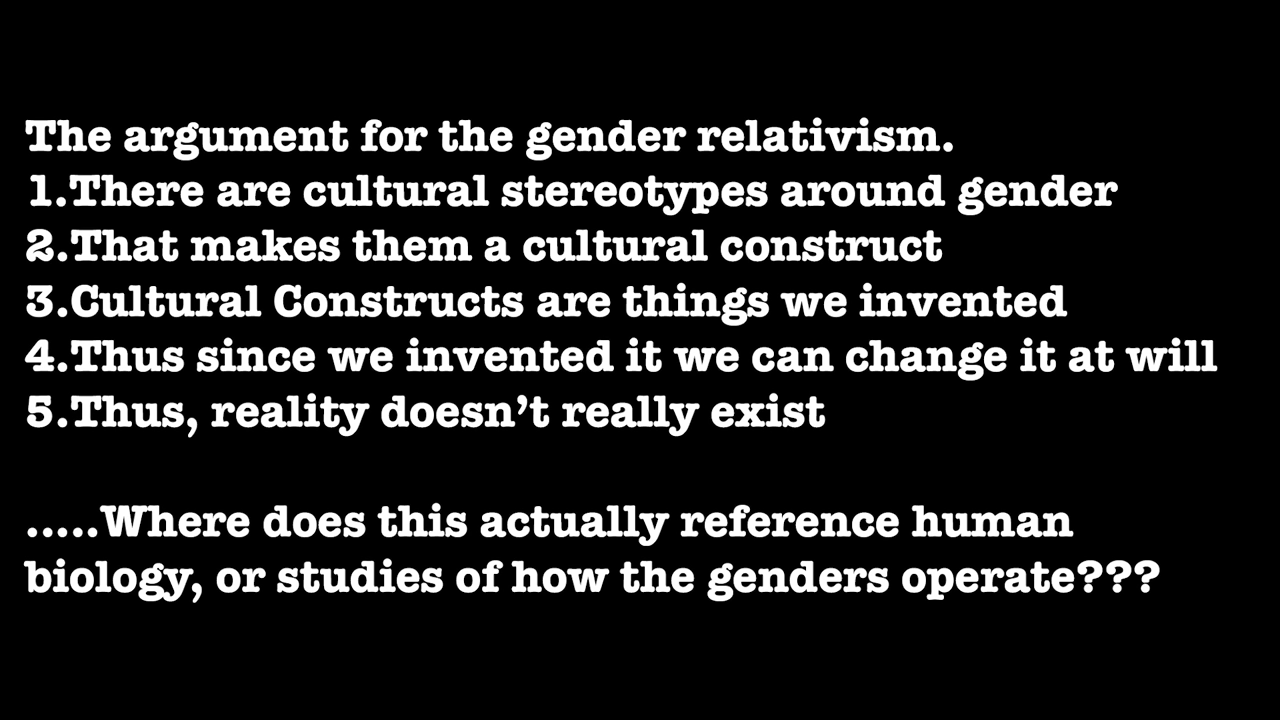 The argument for the gender relativism.
1.There are cultural stereotypes around gender
2.That makes them a cultural construct
3.Cultural Constructs are things we invented
4.Thus since we invented it we can change it at will
5.Thus, reality doesn’t really exist
.....Where does this actually reference human
biology, or studies of how the genders operate???